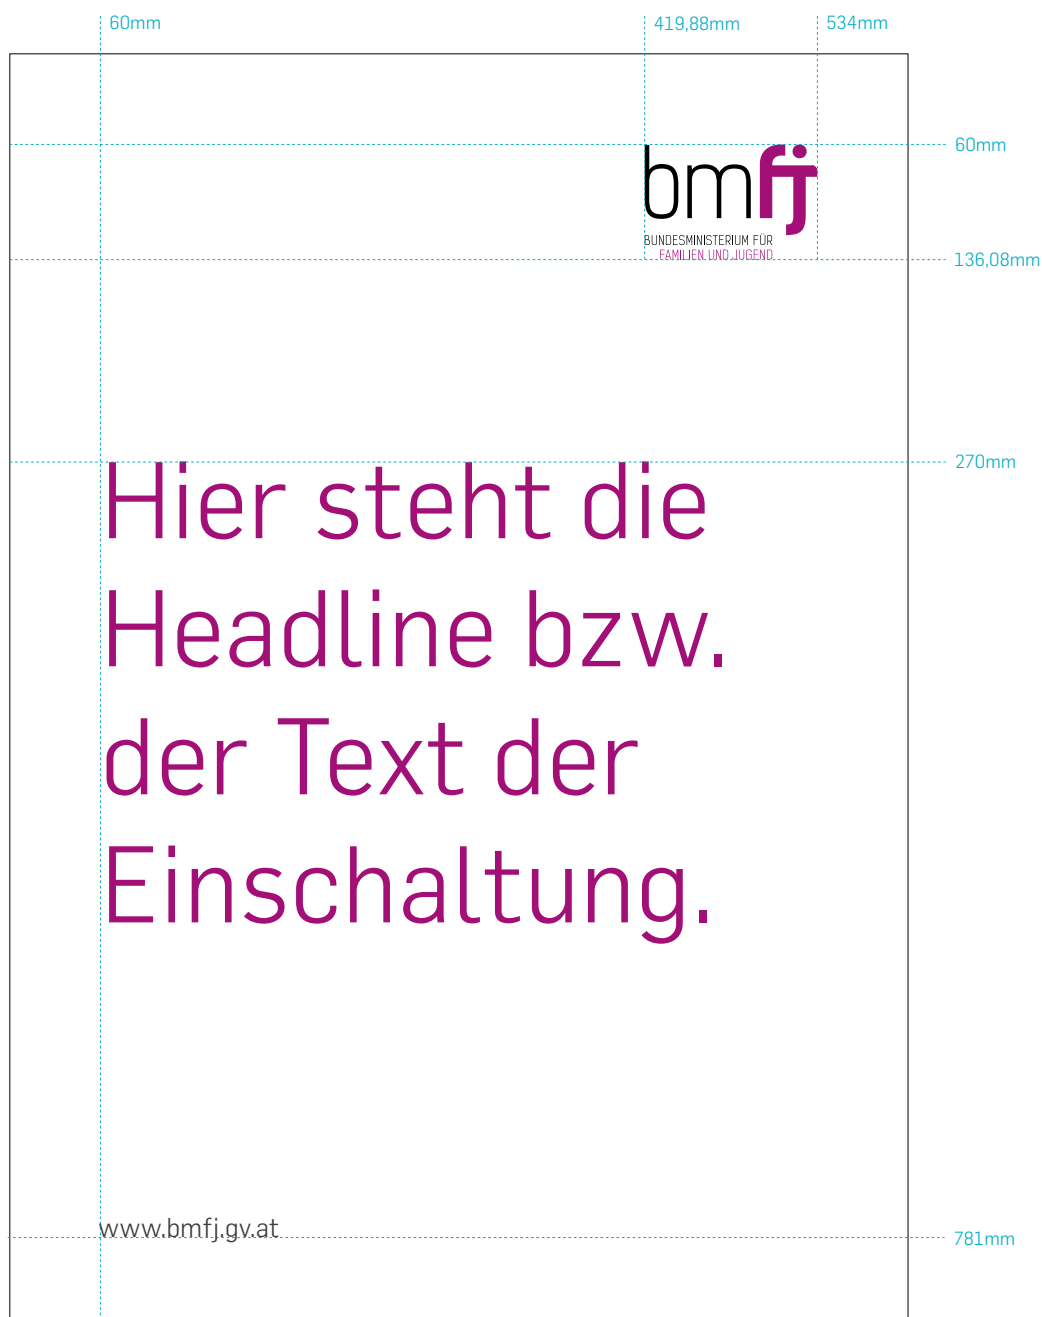 60mm
419,88mm
534mm
60mm
bmfj
BUNDESMINISTERIUM FÜR
FAMILIEN UND JUGEND
136,08mm
270mm
Hier steht die
Headline bzw.
der Text der
Einschaltung.
www.bmfj.gv.at
781mm